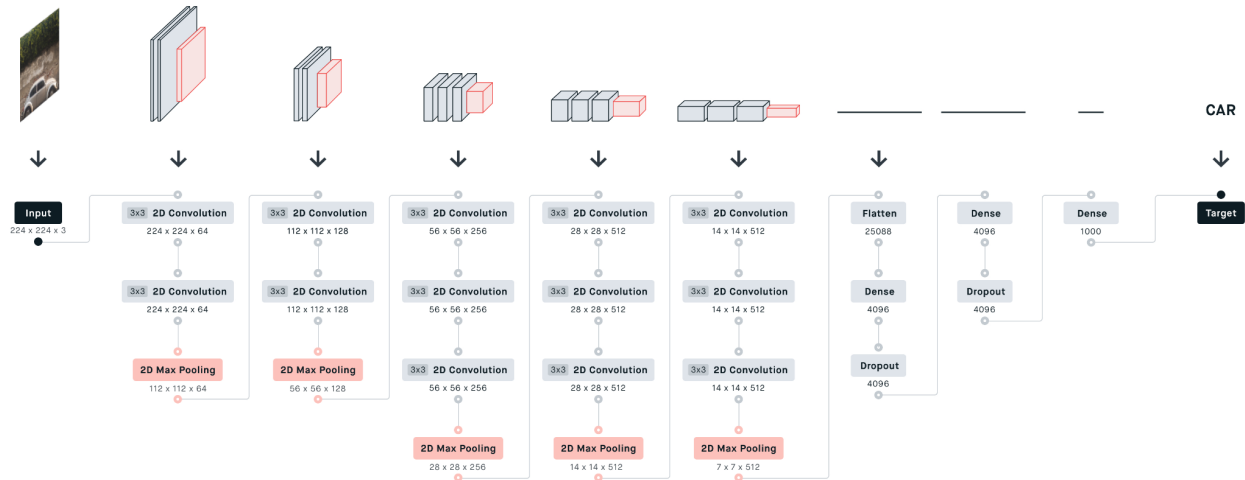 CAR
Input
224 x 224 x 3
3x3 2D Convolution
224 x 224 x 64
3x3 2D Convolution
224 x 224 x 64
2D Max Pooling
112 x 112 x 64
3x3 2D Convolution
112 x 112 x 128
3x3 2D Convolution
112 x 112 x 128
2D Max Pooling
56 x 56 x 128
3x3 2D Convolution
56 x 56 x 256
3x3 2D Convolution
56 x 56 x 256
3x3 2D Convolution
56 x 56 x 256
2D Max Pooling
28 x 28 x 256
3x3 2D Convolution
28 x 28 x 512
3x3 2D Convolution
28 x 28 x 512
3x3 2D Convolution
28 x 28 x 512
2D Max Pooling
14 x 14 x 512
3x3 2D Convolution
14 x 14 x 512
3x3 2D Convolution
14 x 14 x 512
3x3 2D Convolution
14 x 14 x 512
2D Max Pooling
7 x 7 x 512
Flatten
25088
Dense
4096
Dropout
4096
Dense
4096
Dropout
4096
Dense
1000
Target